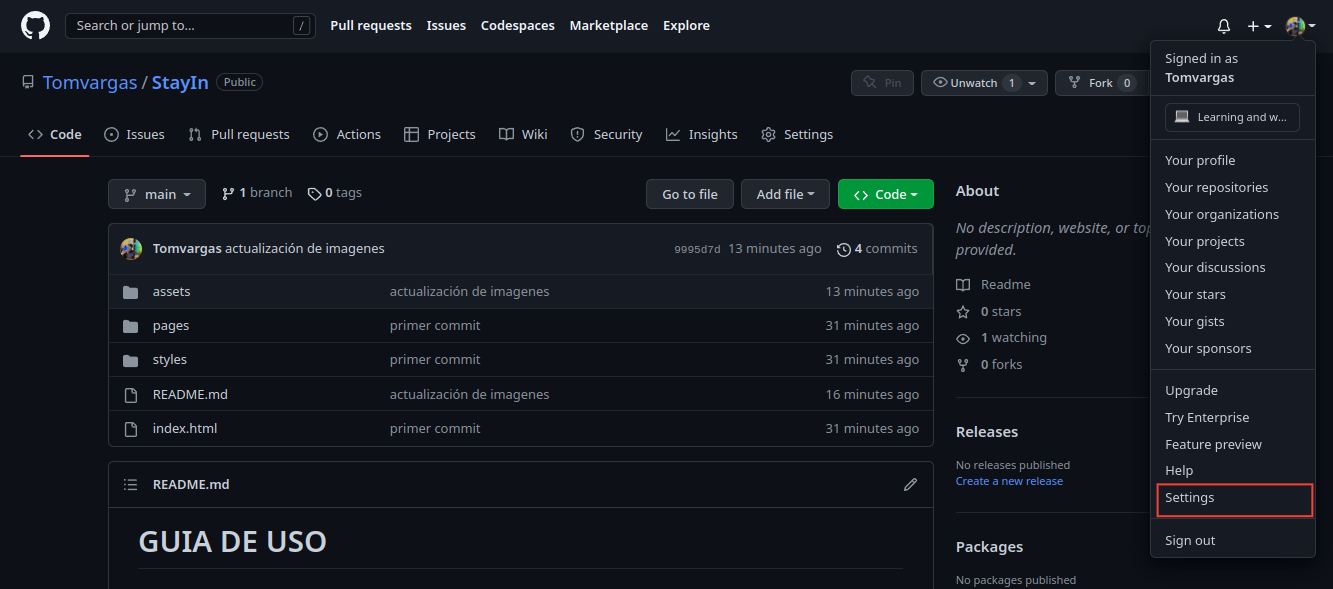 Search or jump to... / Pull requests Issues Codespaces Marketplace Explore
Tomvargas / StayIn Public
Pin Unwatch 1 Fork 0
Code Issues Pull requests Actions Projects Wiki Security Insights Settings
main 1 branch 0 tags Go to file Add file Code
Tomvargas actualización de imagenes 9995d7d 13 minutes ago 4 commits
assets actualización de imagenes 13 minutes ago
pages primer commit 31 minutes ago
styles primer commit 31 minutes ago
README.md actualización de imagenes 16 minutes ago
index.html primer commit 31 minutes ago
README.md
GUIA DE USO
About
No description, website, or
provided.
Readme
0 stars
1 watching
0 forks
Releases
No releases published
Create a new release
Packages
No packages published
Signed in as
Tomvargas
Learning and w...
Your profile
Your repositories
Your organizations
Your projects
Your discussions
Your stars
Your gists
Your sponsors
Upgrade
Try Enterprise
Feature preview
Help
Settings
Sign out